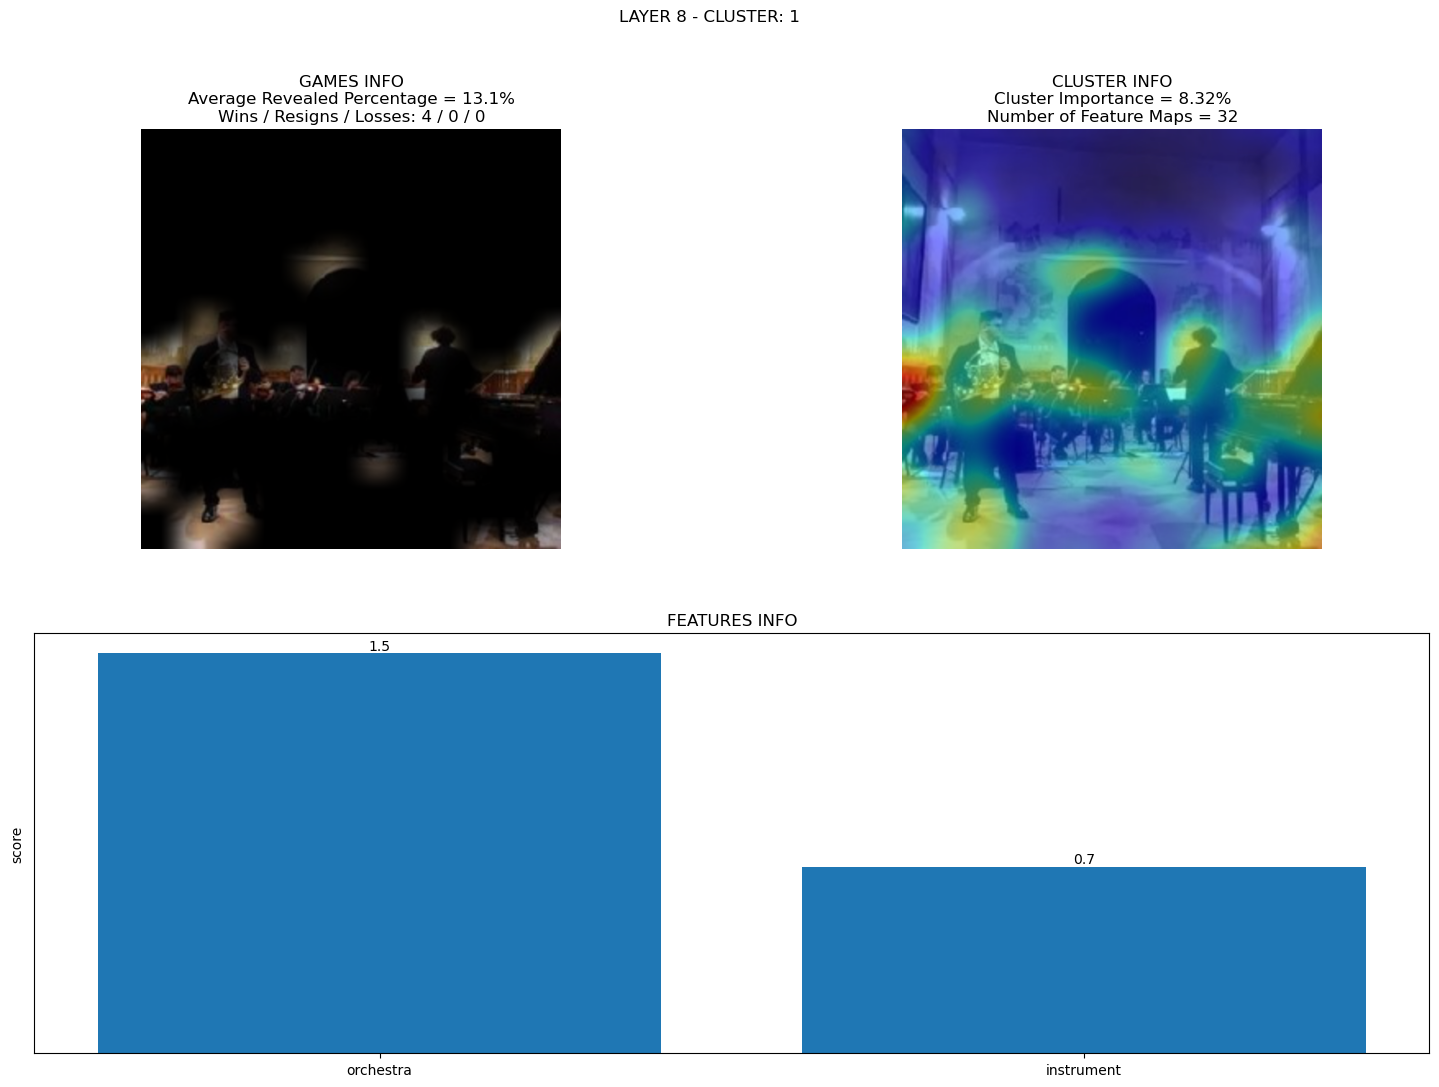 LAYER 8 - CLUSTER: 1
GAMES INFO
Average Revealed Percentage = 13.1%
Wins / Resigns / Losses: 4 / 0 / 0
CLUSTER INFO
Cluster Importance = 8.32%
Number of Feature Maps = 32
FEATURES INFO
1.5
0.7
score
orchestra
instrument